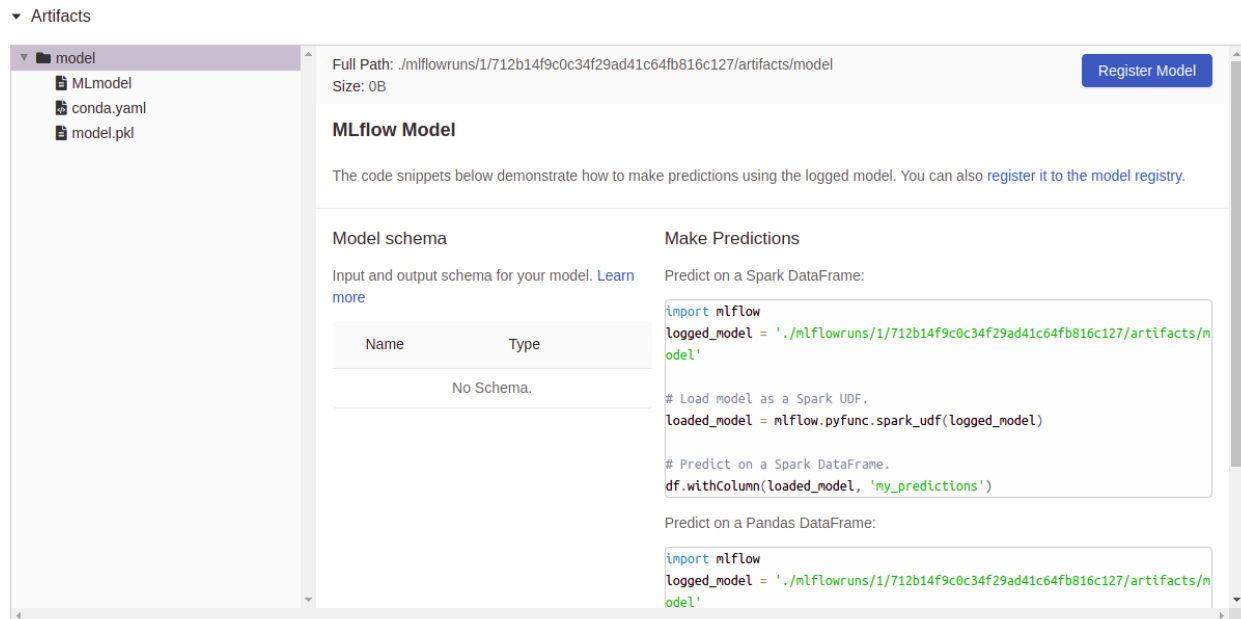 Artifacts
model
MLmodel
conda.yaml
model.pkl
Full Path: ./mlflowruns/1/712b14f9c0c34f29ad41c64fb816c127/artifacts/model
Size: 0B
Register Model
MLflow Model
The code snippets below demonstrate how to make predictions using the logged model. You can also register it to the model registry.
Model schema
Input and output schema for your model. Learn
more
Name Type
No Schema.
Make Predictions
Predict on a Spark DataFrame:
import mlflow
logged_model = './mlflowruns/1/712b14f9c0c34f29ad41c64fb816c127/artifacts/m
odel'
# Load model as a Spark UDF.
loaded_model = mlflow.pyfunc.spark_udf(logged_model)
# Predict on a Spark DataFrame.
df.withColumn(loaded_model, 'my_predictions')
Predict on a Pandas DataFrame:
import mlflow
logged_model = './mlflowruns/1/712b14f9c0c34f29ad41c64fb816c127/artifacts/m
odel'